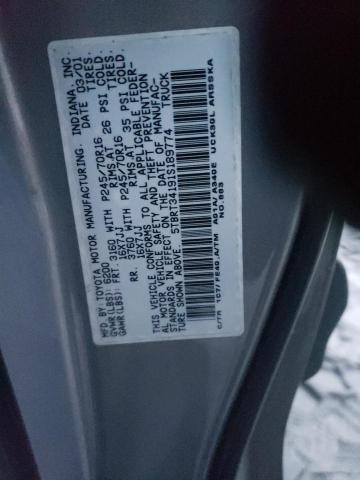 MFD. BY: TOYOTA MOTOR MANUFACTURING, INDIANA, INC.
GVWR(LBS): 6200 DATE 03/01
GAWR(LBS): FRT. 3160 WITH P245/70R16 TIRES,
16X7JJ RIMS, AT 26 PSI COLD.
RR. 3760 WITH P245/70R16 TIRES,
16X7JJ RIMS, AT 35 PSI COLD.
THIS VEHICLE CONFORMS TO ALL APPLICABLE FEDER-
AL MOTOR VEHICLE SAFETY AND THEFT PREVENTION
STANDARDS IN EFFECT ON THE DATE OF MANUFAC-
TURE SHOWN ABOVE.
5TBRT34191S189774 TRUCK
C/TR: 1C7/FE40.A/TM: A01A/A340E UCK30L-
NO.883